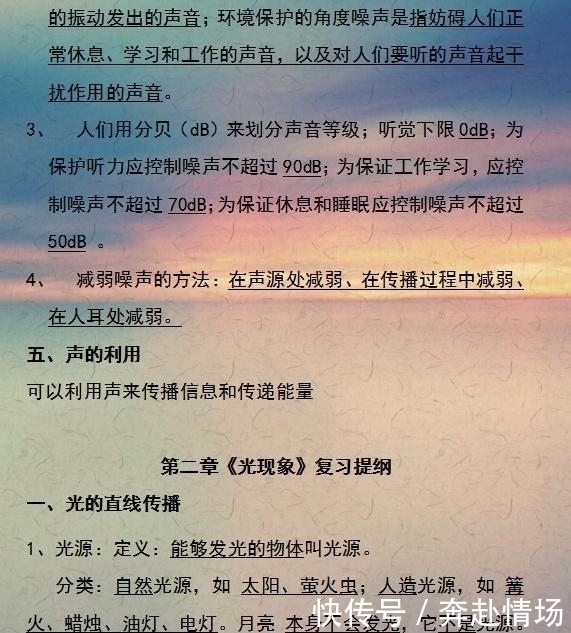 的振动发出的声音；环境保护的角度噪声是指妨碍人们正
常休息、学习和工作的声音，以及对人们要听的声音起干
扰作用的声音。
3、 人们用分贝（dB）来划分声音等级；听觉下限0dB；为
保护听力应控制噪声不超过90dB；为保证工作学习，应控
制噪声不超过70dB；为保证休息和睡眠应控制噪声不超过
50dB 。
4、 减弱噪声的方法：在声源处减弱、在传播过程中减弱、
在人耳处减弱。
五、声的利用
可以利用声来传播信息和传递能量
第二章《光现象》复习提纲
一、光的直线传播
1、光源：定义：能够发光的物体叫光源。
分类：自然光源，如 太阳、萤火虫；人造光源，如 篝
火、蜡烛、油灯、电灯。月亮 本身不会发光，它不是光源。
快传号 / 奔赴情场